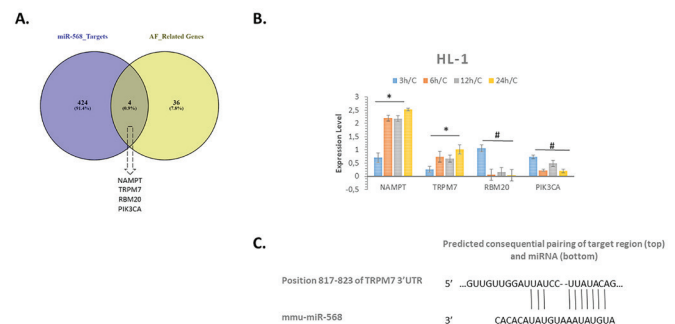 A.
miR-568_Targets
AF_Related Genes
424
(91.4%)
4
(0.9%)
36
(7.8%)
NAMPT
TRPM7
RBM20
PIK3CA
B.
HL-1
3h/C 6h/C 12h/C 24h/C
Expression Level
3
2,5
2
1,5
1
0,5
0
-0,5
*
*
#
#
NAMPT TRPM7 RBM20 PIK3CA
C.
Predicted consequential pairing of target region (top)
and miRNA (bottom)
Position 817-823 of TRPM7 3'UTR
5' ...GUUGUUGGAUUAUCC--UUAUACAG...
mmu-miR-568
3' CACACAUAUGUAAAUAUGUA